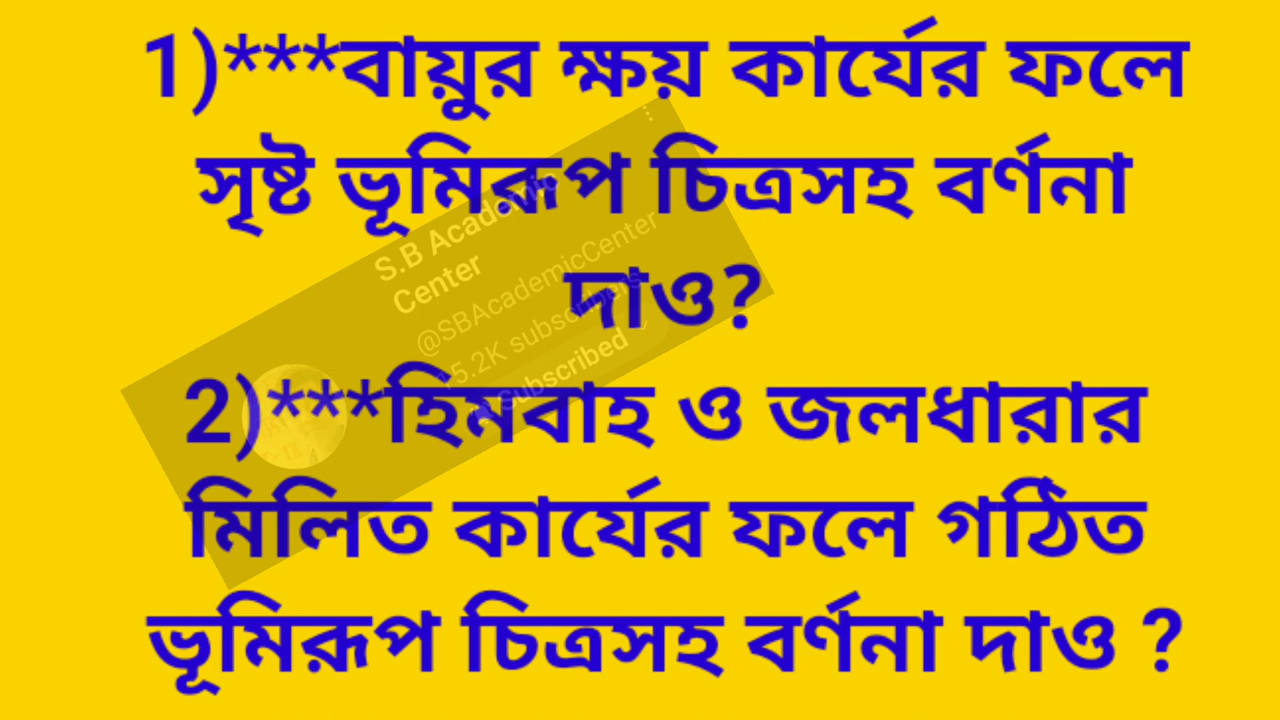 1)***বায়ুর ক্ষয় কার্যের ফলে
সৃষ্ট ভূমিরূপ চিত্রসহ বর্ণনা
দাও?
S.B Academic
Center
@SBAcademicCenter
5.2K subscribers
Subscribed
2)***হিমবাহ ও জলধারার
মিলিত কার্যের ফলে গঠিত
ভূমিরূপ চিত্রসহ বর্ণনা দাও ?